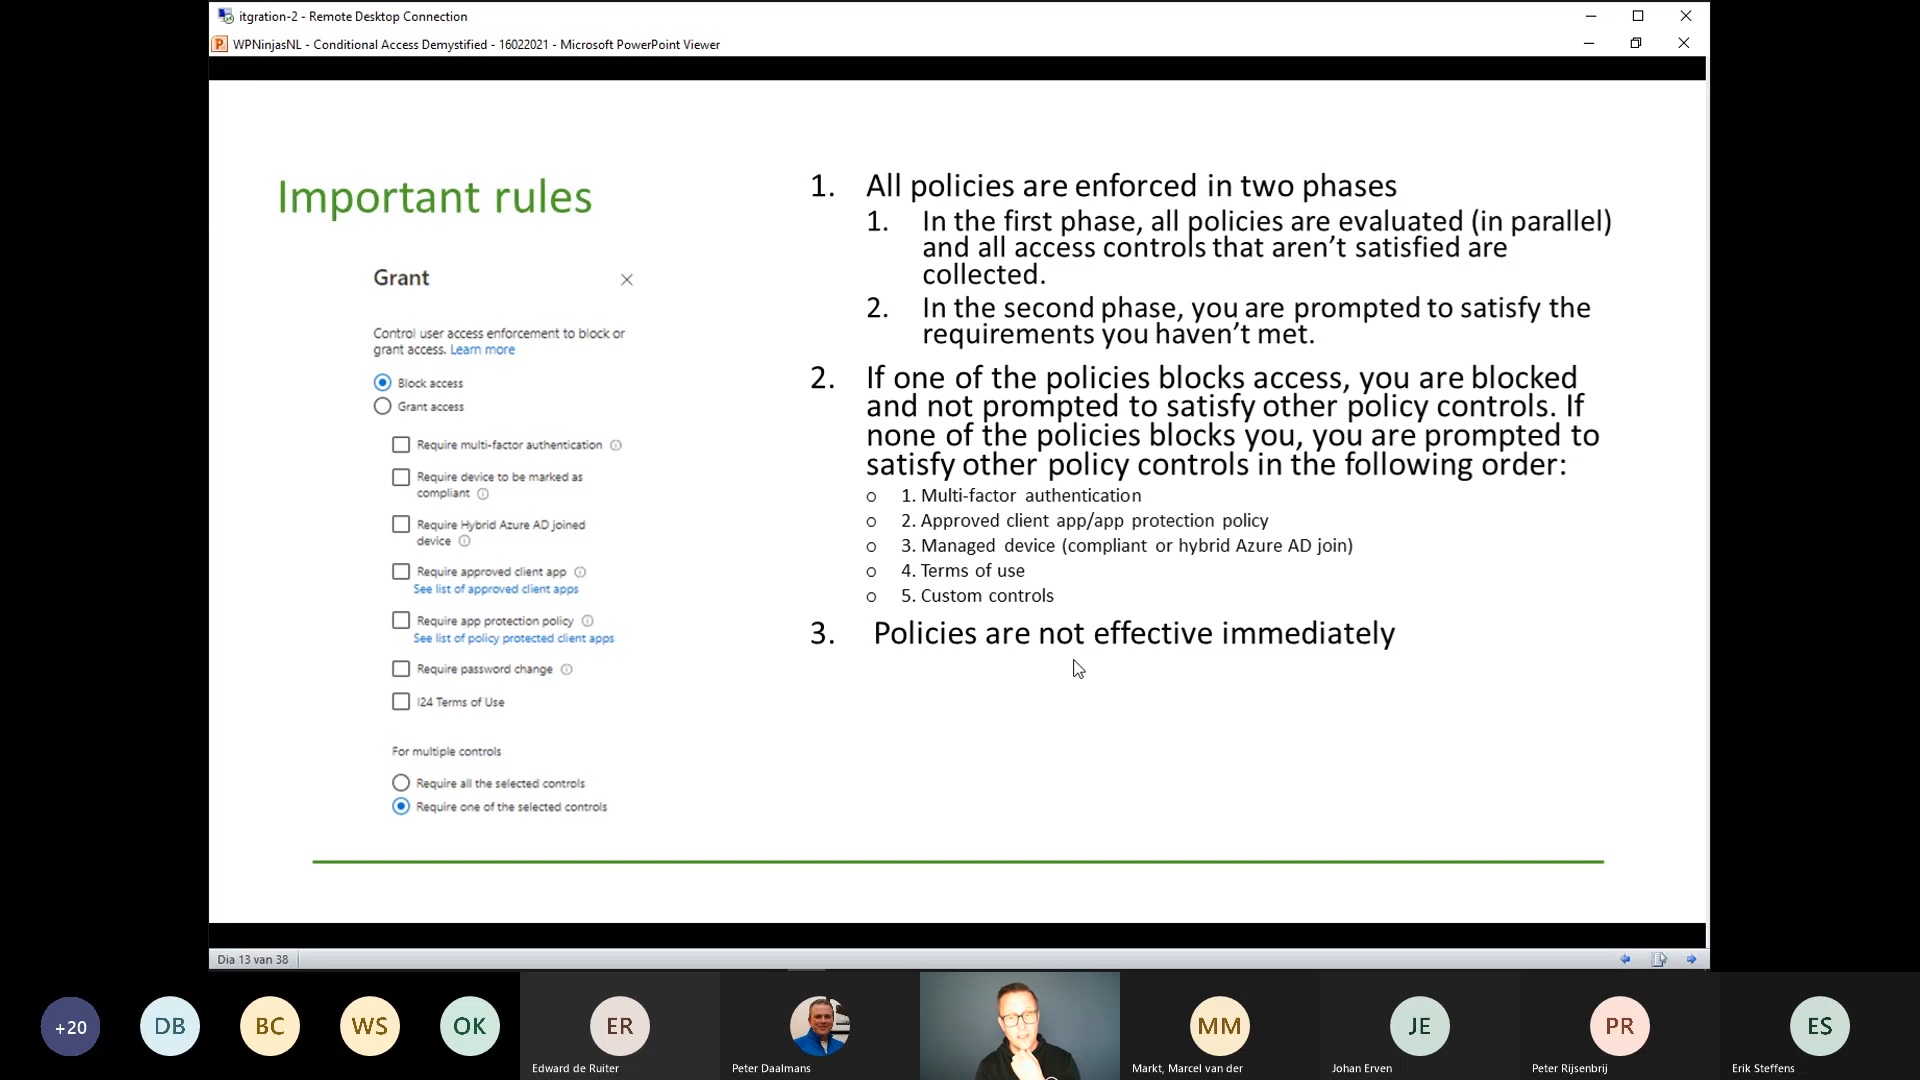 itgration-2 - Remote Desktop Connection
WPNinjasNL - Conditional Access Demystified - 16022021 - Microsoft PowerPoint Viewer
Important rules
Grant
Control user access enforcement to block or
grant access. Learn more
Block access
Grant access
Require multi-factor authentication
Require device to be marked as
compliant
Require Hybrid Azure AD joined
device
Require approved client app
See list of approved client apps
Require app protection policy
See list of policy protected client apps
Require password change
I24 Terms of Use
For multiple controls
Require all the selected controls
Require one of the selected controls
1. All policies are enforced in two phases
1. In the first phase, all policies are evaluated (in parallel)
and all access controls that aren’t satisfied are
collected.
2. In the second phase, you are prompted to satisfy the
requirements you haven’t met.
2. If one of the policies blocks access, you are blocked
and not prompted to satisfy other policy controls. If
none of the policies blocks you, you are prompted to
satisfy other policy controls in the following order:
o 1. Multi-factor authentication
o 2. Approved client app/app protection policy
o 3. Managed device (compliant or hybrid Azure AD join)
o 4. Terms of use
o 5. Custom controls
3. Policies are not effective immediately
Dia 13 van 38
+20
DB
BC
WS
OK
ER
MM
JE
PR
ES
Edward de Ruiter
Peter Daalmans
Markt, Marcel van der
Johan Erven
Peter Rijsenbrij
Erik Steffens